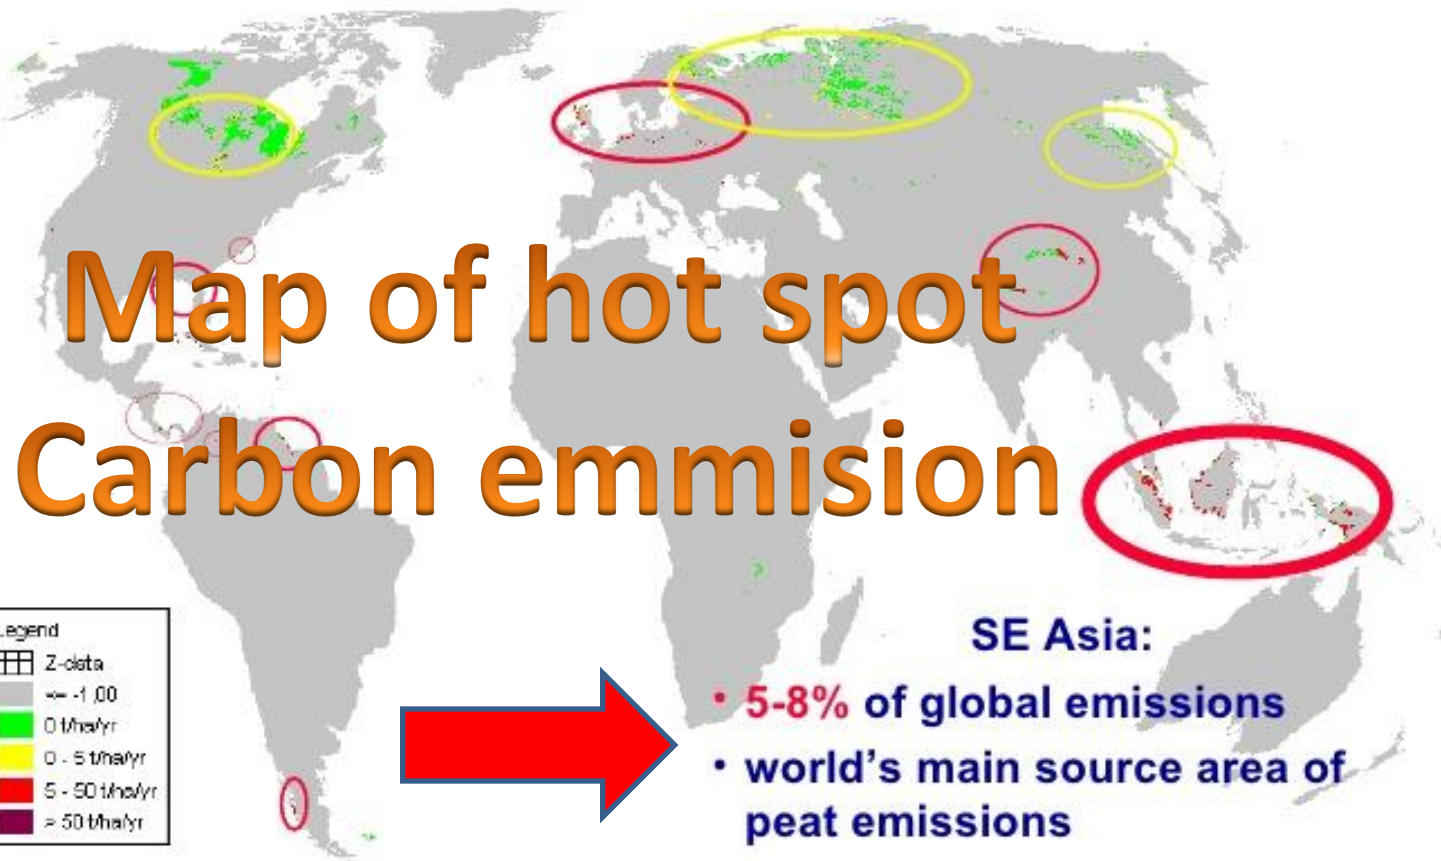 Map of hot spot
Carbon emmision
Legend
Z-data
<= -1,00
0 t/ha/yr
0 - 5 t/ha/yr
5 - 50 t/ha/yr
> 50 t/ha/yr
SE Asia:
• 5-8% of global emissions
• world's main source area of
peat emissions